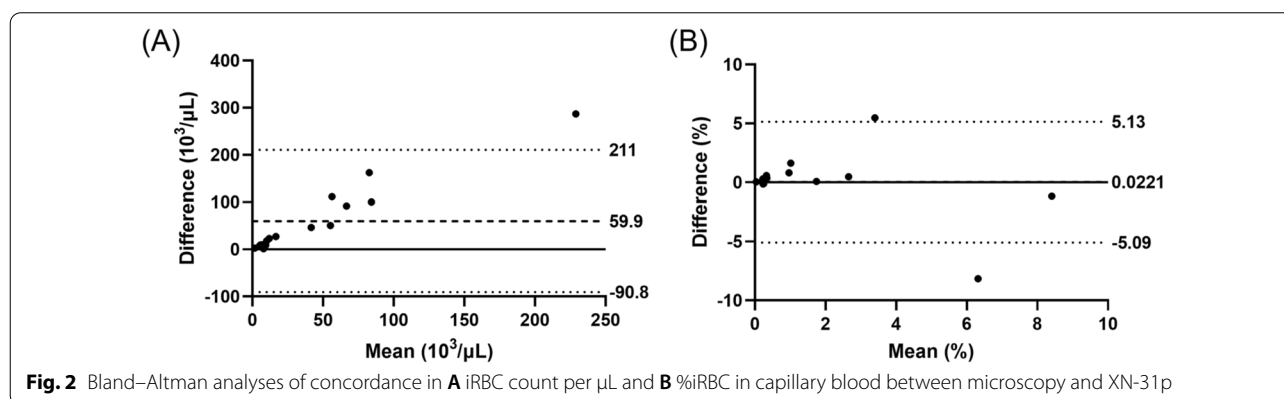 (A)
Difference (10³/µL)
400
300
200
100
0
-100
211
59.9
-90.8
0 50 100 150 200 250
Mean (10³/µL)
(B)
Difference (%)
10
5
0
-5
-10
5.13
0.0221
-5.09
0 2 4 6 8 10
Mean (%)
Fig. 2 Bland–Altman analyses of concordance in A iRBC count per µL and B %iRBC in capillary blood between microscopy and XN-31p